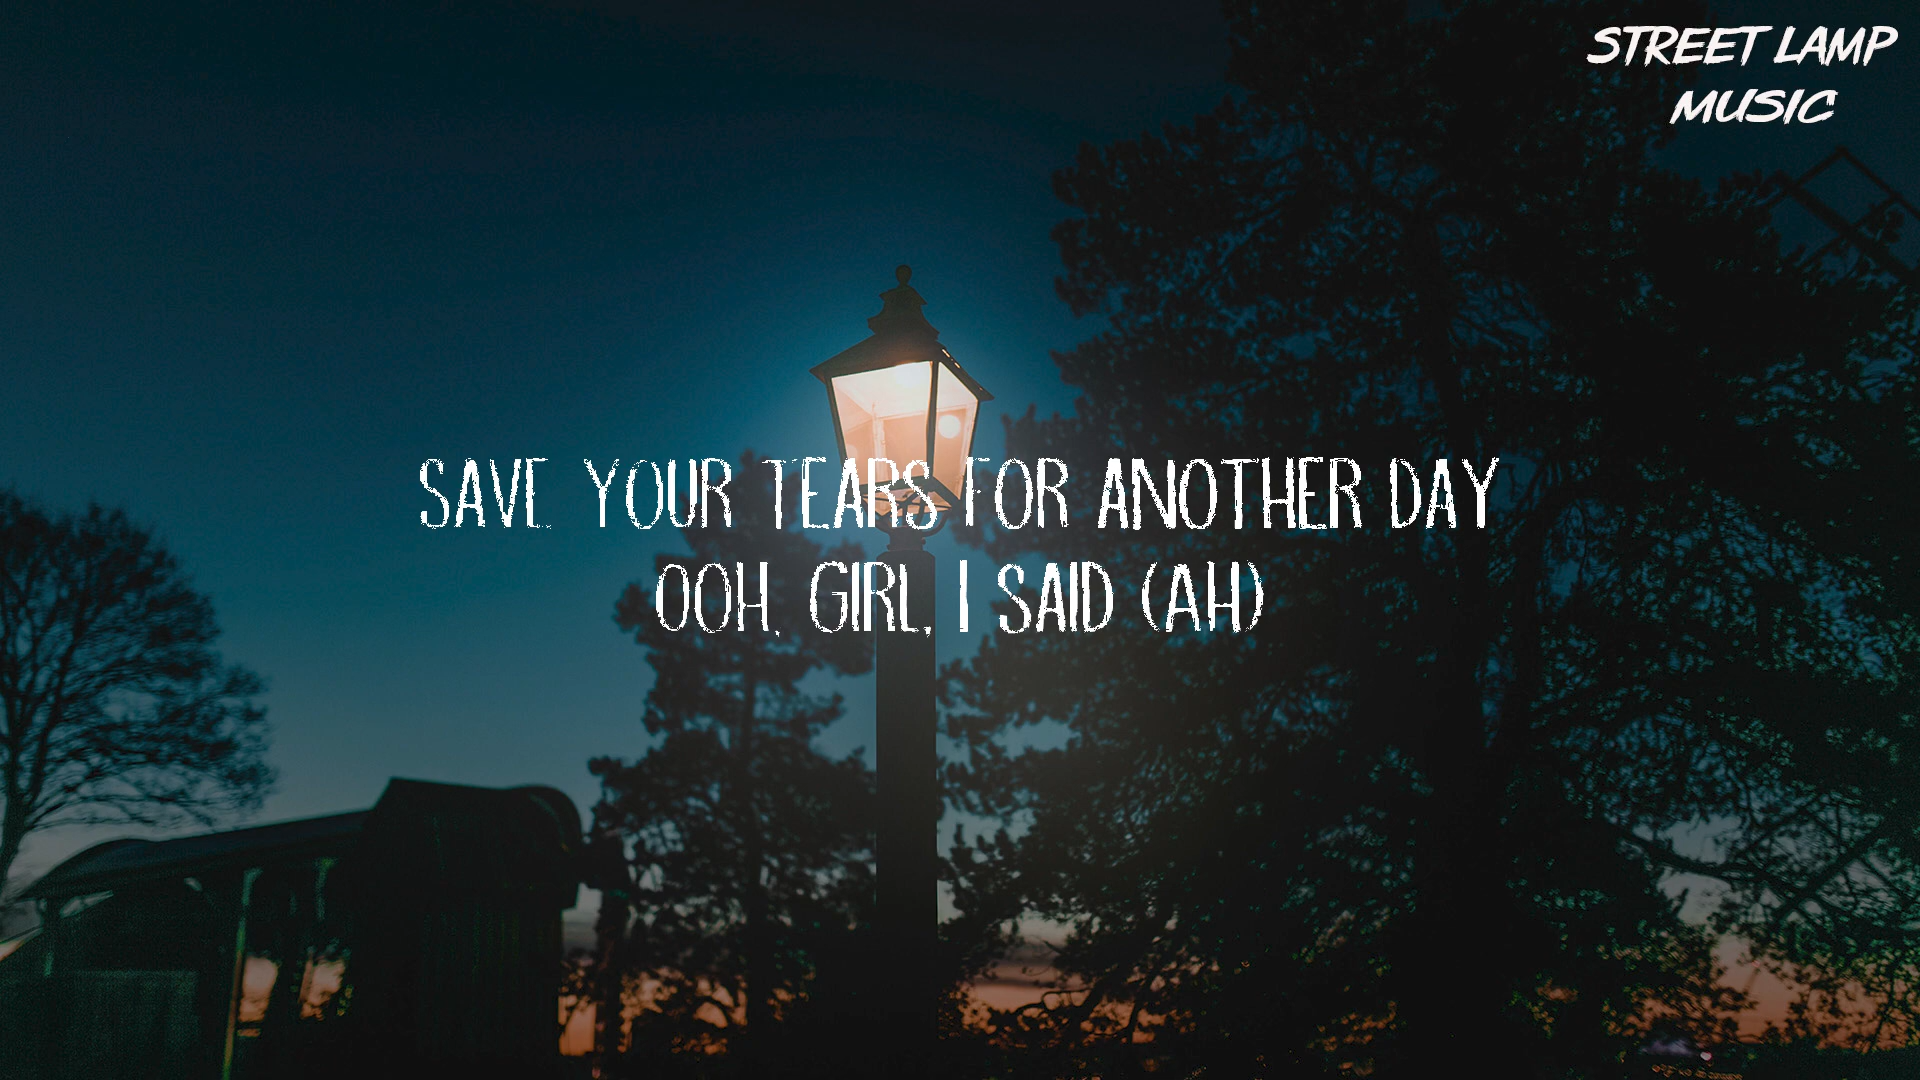 STREET LAMP
MUSIC
SAVE YOUR TEARS FOR ANOTHER DAY
OOH, GIRL, I SAID (AH)